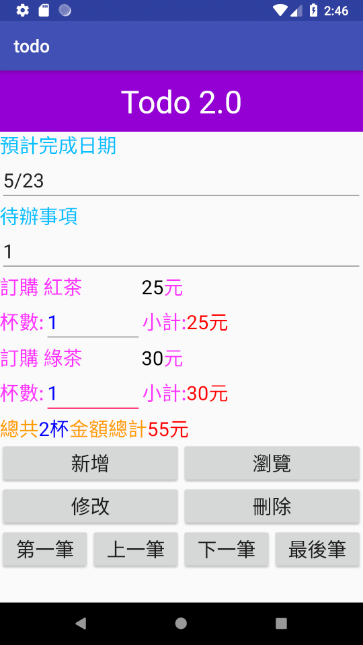 2:46
todo
Todo 2.0
預計完成日期
5/23
待辦事項
1
訂購 紅茶 25元
杯數: 1 小計:25元
訂購 綠茶 30元
杯數: 1 小計:30元
總共2杯金額總計55元
新增 瀏覽
修改 刪除
第一筆 上一筆 下一筆 最後筆